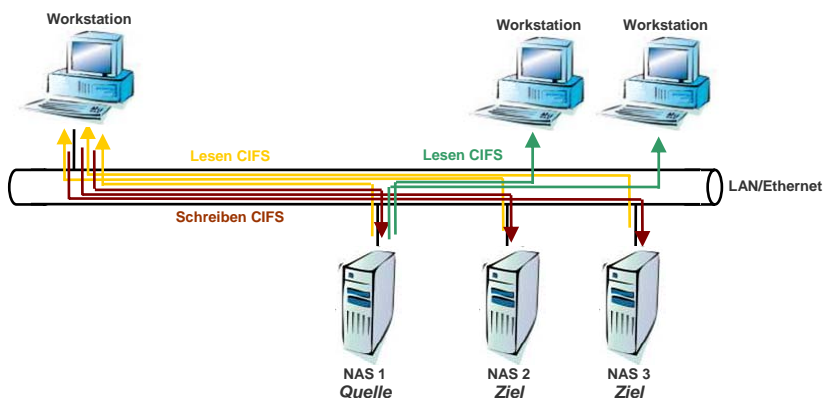 Workstation
Workstation
Workstation
Lesen CIFS
Lesen CIFS
LAN/Ethernet
Schreiben CIFS
NAS 1
Quelle
NAS 2
Ziel
NAS 3
Ziel